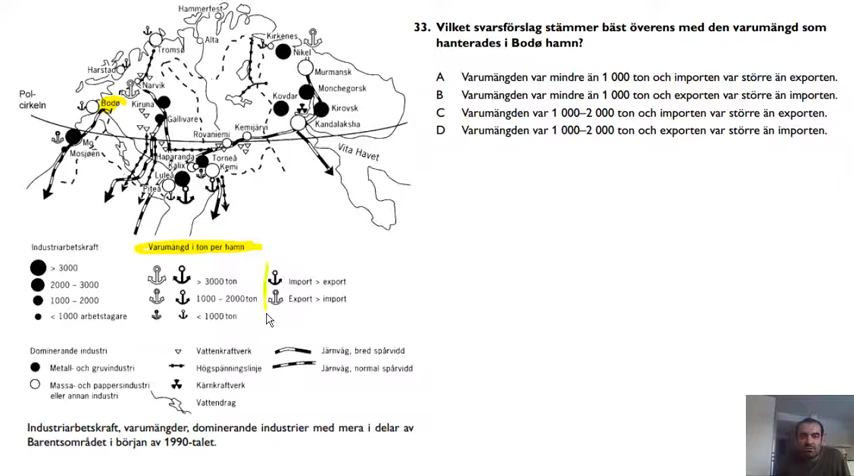 Hammerfest
Kirkenes
Alta
Tromsø
Nikel
Harstad
Murmansk
Narvik
Monchegorsk
Pol-
cirkeln
Bodø
Kiruna
Kovdar
Kirovsk
Gällivare
Kandalaksha
Rovaniemi
Kemijärvi
Mo
Mosjøen
Vita Havet
Haparanda
Torneå
Kalix
Kemi
Luleå
Piteå
Industriarbetskraft
> 3000
2000 – 3000
1000 – 2000
< 1000 arbetstagare
Varumängd i ton per hamn
> 3000 ton
1000 – 2000 ton
< 1000 ton
Import > export
Export > import
Dominerande industri
Metall- och gruvindustri
Massa- och pappersindustri
eller annan industri
Vattenkraftverk
Högspänningslinje
Kärnkraftverk
Vattendrag
Järnväg, bred spårvidd
Järnväg, normal spårvidd
Industriarbetskraft, varumängder, dominerande industrier med mera i delar av
Barentsområdet i början av 1990-talet.
33. Vilket svarsförslag stämmer bäst överens med den varumängd som
hanterades i Bodø hamn?
A Varumängden var mindre än 1 000 ton och importen var större än exporten.
B Varumängden var mindre än 1 000 ton och exporten var större än importen.
C Varumängden var 1 000–2 000 ton och importen var större än exporten.
D Varumängden var 1 000–2 000 ton och exporten var större än importen.